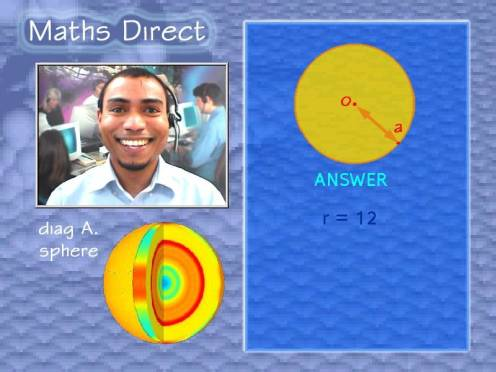 Maths Direct
diag A.
sphere
O
a
ANSWER
r = 12